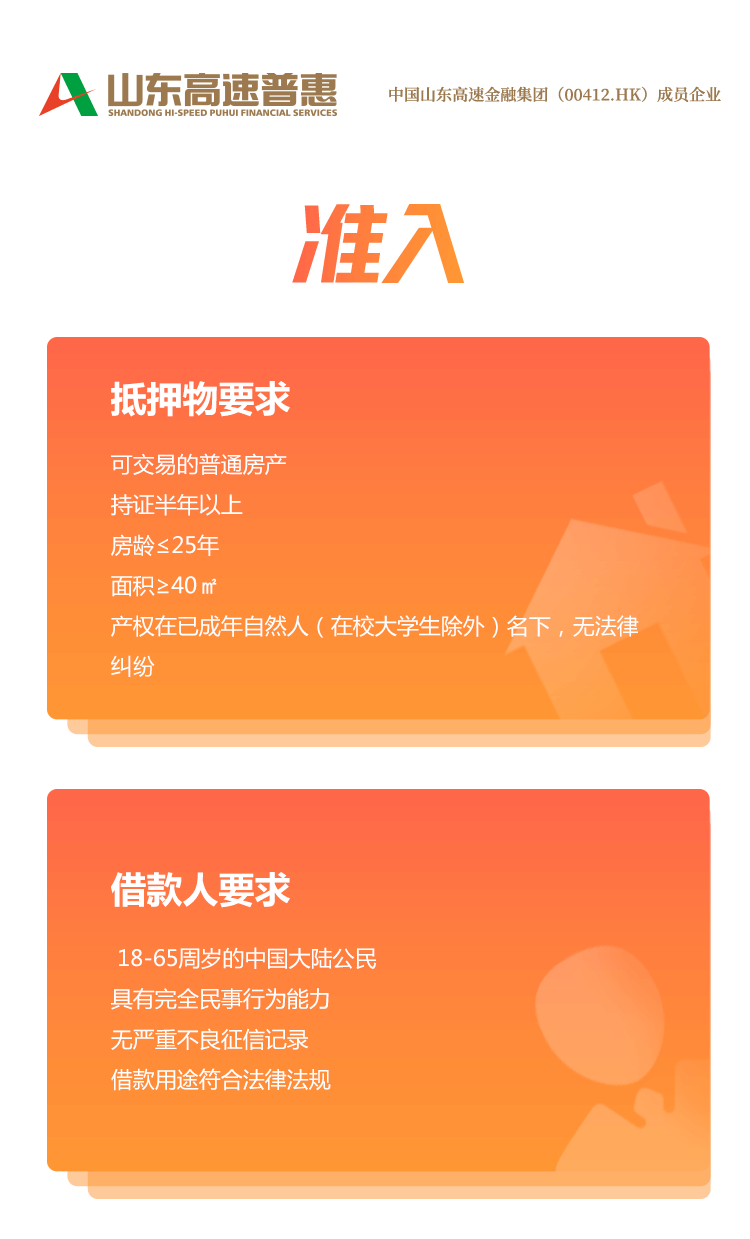 山东高速普惠
SHANDONG HI-SPEED PUHUI FINANCIAL SERVICES
中国山东高速金融集团（00412.HK）成员企业
准入
抵押物要求
可交易的普通房产
持证半年以上
房龄≤25年
面积≥40㎡
产权在已成年自然人（在校大学生除外）名下，无法律
纠纷
借款人要求
18-65周岁的中国大陆公民
具有完全民事行为能力
无严重不良征信记录
借款用途符合法律法规